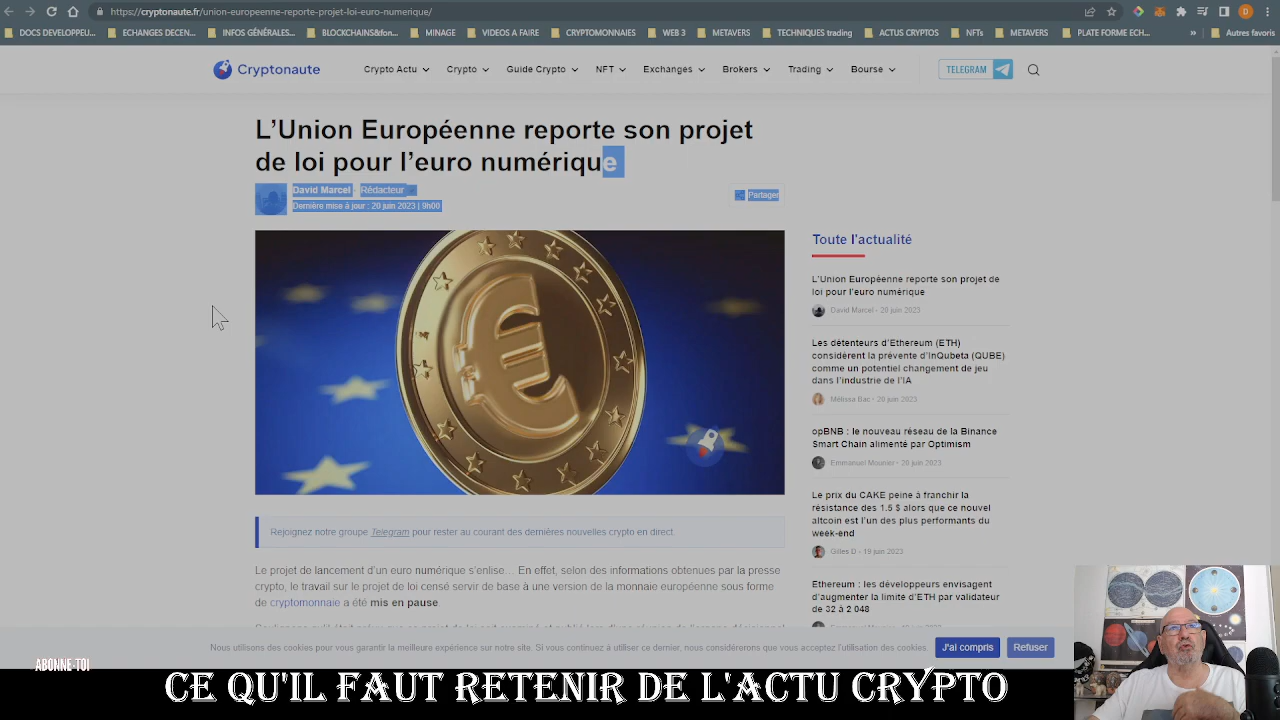 https://cryptonaute.fr/union-europeenne-reporte-projet-loi-euro-numerique/
DOCS DEVELOPPEU... ECHANGES DECEN... INFOS GÉNÉRALES... BLOCKCHAINS&fon... MINAGE VIDEOS A FAIRE CRYPTOMONNAIES WEB 3 METAVERS TECHNIQUES trading ACTUS CRYPTOS NFTs METAVERS PLATE FORME ECH... » Autres favoris
Cryptonaute Crypto Actu Crypto Guide Crypto NFT Exchanges Brokers Trading Bourse TELEGRAM
L'Union Européenne reporte son projet
de loi pour l'euro numérique
David Marcel - Rédacteur
Dernière mise à jour : 20 juin 2023 | 9h00
Partager
Rejoignez notre groupe Telegram pour rester au courant des dernières nouvelles crypto en direct.
Le projet de lancement d'un euro numérique s'enlise... En effet, selon des informations obtenues par la presse
crypto, le travail sur le projet de loi censé servir de base à une version de la monnaie européenne sous forme
de cryptomonnaie a été mis en pause.
Toute l'actualité
L'Union Européenne reporte son projet de
loi pour l'euro numérique
David Marcel - 20 juin 2023
Les détenteurs d'Ethereum (ETH)
considèrent la prévente d'InQubeta (QUBE)
comme un potentiel changement de jeu
dans l'industrie de l'IA
Mélissa Bac - 20 juin 2023
opBNB : le nouveau réseau de la Binance
Smart Chain alimenté par Optimism
Emmanuel Mounier - 20 juin 2023
Le prix du CAKE peine à franchir la
résistance des 1.5 $ alors que ce nouvel
altcoin est l'un des plus performants du
week-end
Gilles D - 19 juin 2023
Ethereum : les développeurs envisagent
d'augmenter la limite d'ETH par validateur
de 32 à 2 048
Nous utilisons des cookies pour vous garantir la meilleure expérience sur notre site. Si vous continuez à utiliser ce dernier, nous considérerons que vous acceptez l'utilisation des cookies. J'ai compris Refuser
ABONNE-TOI
CE QU'IL FAUT RETENIR DE L'ACTU CRYPTO